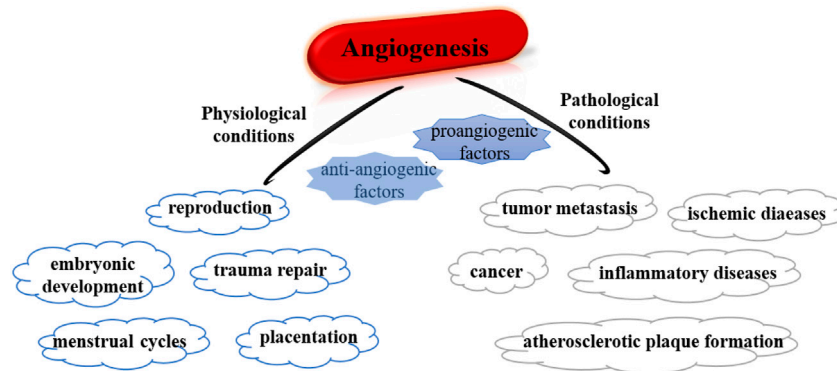 Angiogenesis
Physiological
conditions
Pathological
conditions
proangiogenic
factors
anti-angiogenic
factors
reproduction
embryonic
development
trauma repair
menstrual cycles
placentation
tumor metastasis
ischemic diaeases
cancer
inflammatory diseases
atherosclerotic plaque formation